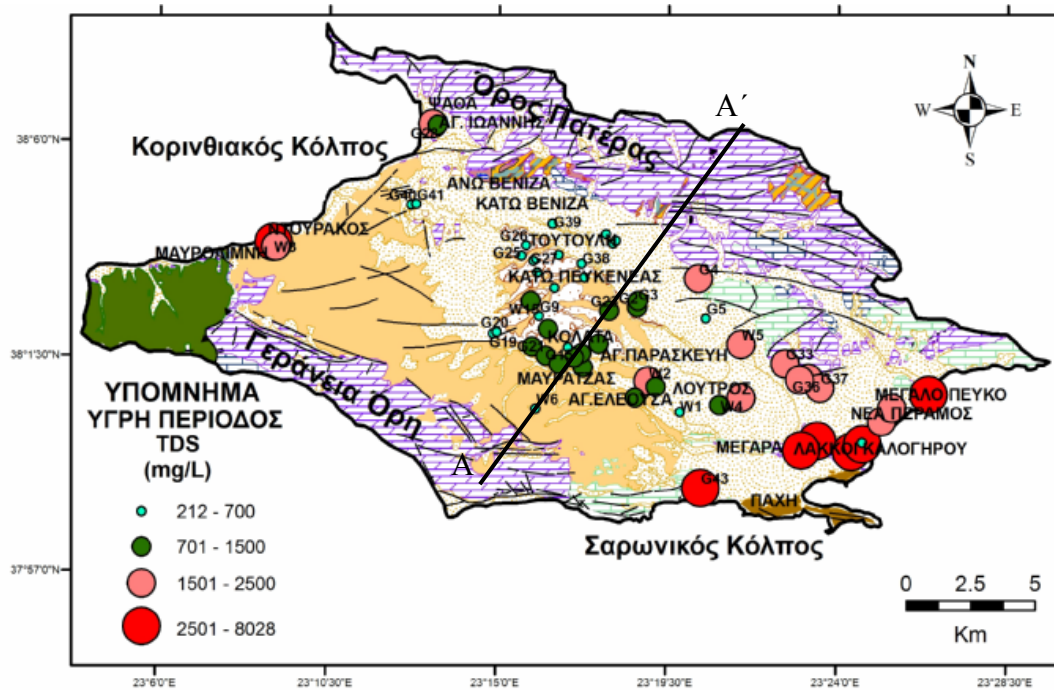 N
W
E
S
Α΄
Όρος Πατέρας
ΨΑΘΑ
ΑΓ. ΙΩΑΝΝΗΣ
38°6'0"N
Κορινθιακός Κόλπος
ΑΝΩ ΒΕΝΙΖΑ
G41
ΚΑΤΩ ΒΕΝΙΖΑ
G39
ΝΤΟΥΡΑΚΟΣ
G26
ΤΟΥΤΟΥΛΗ
ΜΑΥΡΟΛΙΜΝΗ
W8
G25
G27
G38
ΚΑΤΩ ΠΕΥΚΕΝΕΑΣ
G4
G3
G9
G5
G20
G19
W5
38°1'30"N
ΑΓ.ΠΑΡΑΣΚΕΥΗ
G33
Γεράνεια Όρη
ΜΑΥΡΑΤΖΑΣ
W2
G36
G37
ΥΠΟΜΝΗΜΑ
ΥΓΡΗ ΠΕΡΙΟΔΟΣ
TDS
(mg/L)
W6
ΑΓ.ΕΛΕΟΥΣΑ
ΛΟΥΤΡΟΣ
W1
W4
ΜΕΓΑΛΟ ΠΕΥΚΟ
ΝΕΑ ΠΕΡΑΜΟΣ
ΜΕΓΑΡΑ
ΛΑΚΚΟΙ ΚΑΛΟΓΗΡΟΥ
Α
G43
ΠΑΧΗ
212 - 700
701 - 1500
1501 - 2500
2501 - 8028
Σαρωνικός Κόλπος
37°57'0"N
0 2.5 5
Km
23°6'0"E 23°10'30"E 23°15'0"E 23°19'30"E 23°24'0"E 23°28'30"E